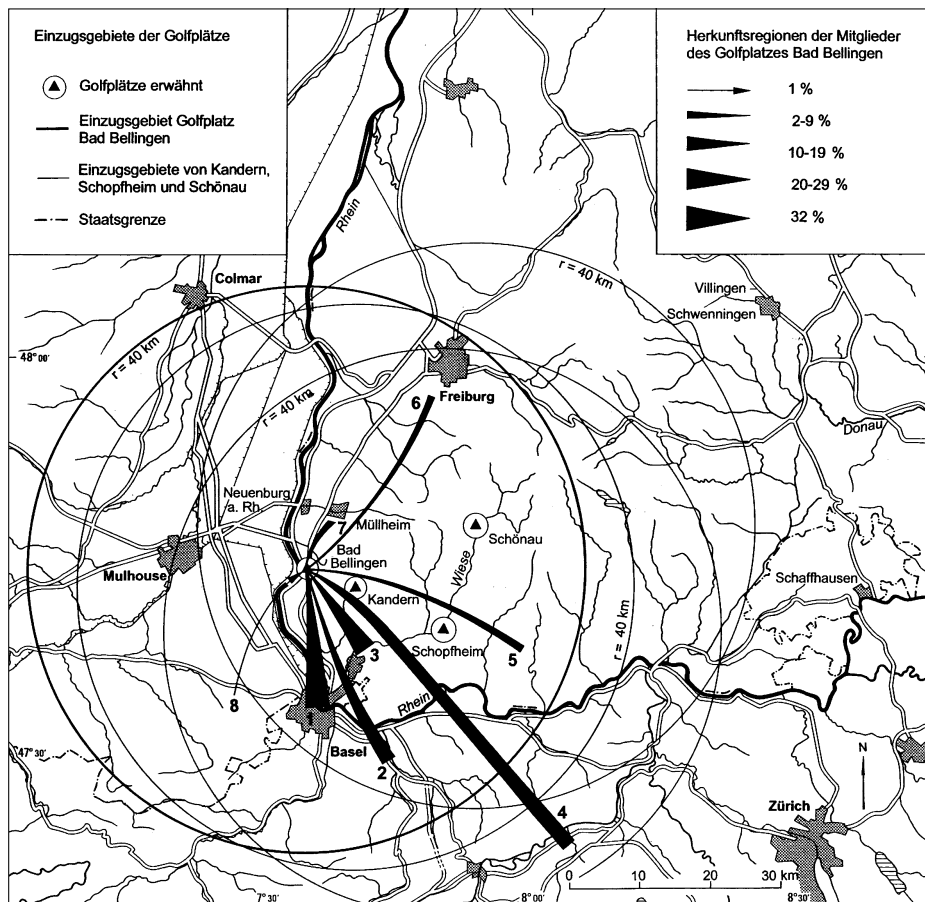 Einzugsgebiete der Golfplätze
Golfplätze erwähnt
Einzugsgebiet Golfplatz
Bad Bellingen
Einzugsgebiete von Kandern,
Schopfheim und Schönau
Staatsgrenze
Herkunftsregionen der Mitglieder
des Golfplatzes Bad Bellingen
1 %
2-9 %
10-19 %
20-29 %
32 %
Rhein
Colmar
r = 40 km
Villingen
Schwenningen
48° 00'
r = 40 km
r = 40 km
Freiburg
6
Donau
Neuenburg
a. Rh.
7
Müllheim
Schönau
Mulhouse
Bad
Bellingen
Wiese
Kandern
Schaffhausen
Schopfheim
r = 40 km
3
5
8
Rhein
1
Basel
47° 30'
2
N
4
Zürich
0 10 20 30 km
7° 30'
8° 00'
8° 30'